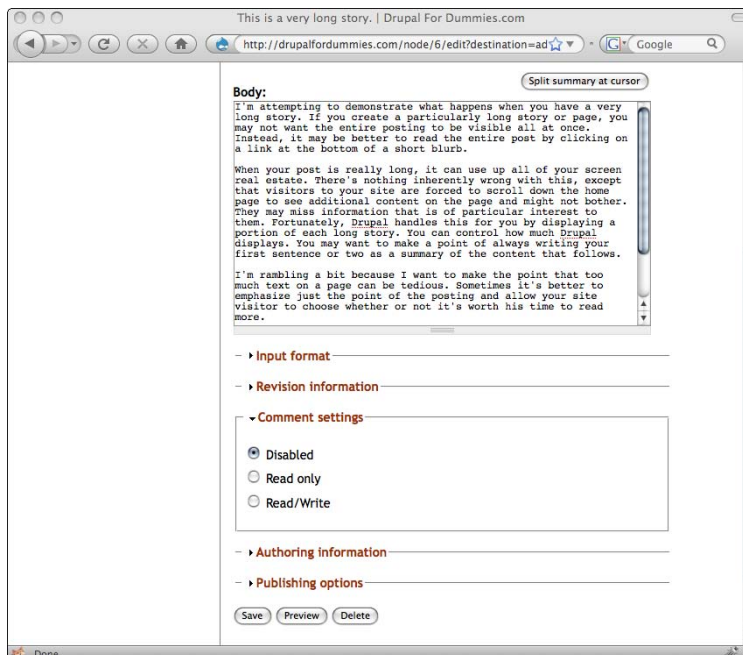 This is a very long story. | Drupal For Dummies.com
http://drupalfordummies.com/node/6/edit?destination=ad
Google
Split summary at cursor
Body:
I'm attempting to demonstrate what happens when you have a very
long story. If you create a particularly long story or page, you
may not want the entire posting to be visible all at once.
Instead, it may be better to read the entire post by clicking on
a link at the bottom of a short blurb.
When your post is really long, it can use up all of your screen
real estate. There's nothing inherently wrong with this, except
that visitors to your site are forced to scroll down the home
page to see additional content on the page and might not bother.
They may miss information that is of particular interest to
them. Fortunately, Drupal handles this for you by displaying a
portion of each long story. You can control how much Drupal
displays. You may want to make a point of always writing your
first sentence or two as a summary of the content that follows.
I'm rambling a bit because I want to make the point that too
much text on a page can be tedious. Sometimes it's better to
emphasize just the point of the posting and allow your site
visitor to choose whether or not it's worth his time to read
more.
Input format
Revision information
Comment settings
Disabled
Read only
Read/Write
Authoring information
Publishing options
Save Preview Delete
Done